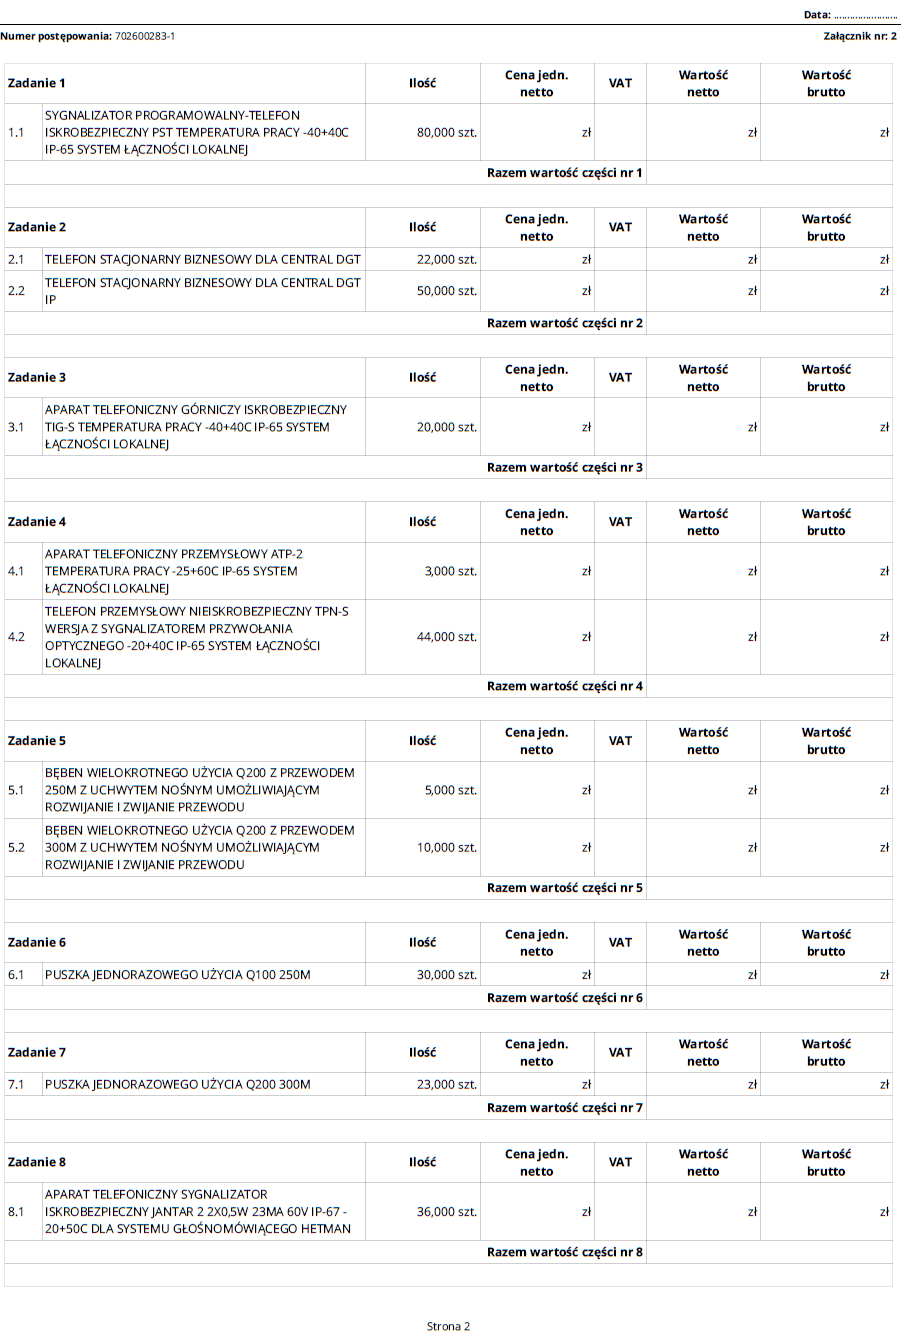 Data: ........................
Numer postępowania: 702600283-1 Załącznik nr: 2
Zadanie 1 Ilość Cena jedn. netto VAT Wartość netto Wartość brutto
1.1 SYGNALIZATOR PROGRAMOWALNY-TELEFON
ISKROBEZPIECZNY PST TEMPERATURA PRACY -40+40C
IP-65 SYSTEM ŁĄCZNOŚCI LOKALNEJ 80,000 szt. zł zł zł
Razem wartość części nr 1
Zadanie 2 Ilość Cena jedn. netto VAT Wartość netto Wartość brutto
2.1 TELEFON STACJONARNY BIZNESOWY DLA CENTRAL DGT 22,000 szt. zł zł zł
2.2 TELEFON STACJONARNY BIZNESOWY DLA CENTRAL DGT
IP 50,000 szt. zł zł zł
Razem wartość części nr 2
Zadanie 3 Ilość Cena jedn. netto VAT Wartość netto Wartość brutto
3.1 APARAT TELEFONICZNY GÓRNICZY ISKROBEZPIECZNY
TIG-S TEMPERATURA PRACY -40+40C IP-65 SYSTEM
ŁĄCZNOŚCI LOKALNEJ 20,000 szt. zł zł zł
Razem wartość części nr 3
Zadanie 4 Ilość Cena jedn. netto VAT Wartość netto Wartość brutto
4.1 APARAT TELEFONICZNY PRZEMYSŁOWY ATP-2
TEMPERATURA PRACY -25+60C IP-65 SYSTEM
ŁĄCZNOŚCI LOKALNEJ 3,000 szt. zł zł zł
4.2 TELEFON PRZEMYSŁOWY NIEISKROBEZPIECZNY TPN-S
WERSJA Z SYGNALIZATOREM PRZYWOŁANIA
OPTYCZNEGO -20+40C IP-65 SYSTEM ŁĄCZNOŚCI
LOKALNEJ 44,000 szt. zł zł zł
Razem wartość części nr 4
Zadanie 5 Ilość Cena jedn. netto VAT Wartość netto Wartość brutto
5.1 BĘBEN WIELOKROTNEGO UŻYCIA Q200 Z PRZEWODEM
250M Z UCHWYTEM NOŚNYM UMOŻLIWIAJĄCYM
ROZWIJANIE I ZWIJANIE PRZEWODU 5,000 szt. zł zł zł
5.2 BĘBEN WIELOKROTNEGO UŻYCIA Q200 Z PRZEWODEM
300M Z UCHWYTEM NOŚNYM UMOŻLIWIAJĄCYM
ROZWIJANIE I ZWIJANIE PRZEWODU 10,000 szt. zł zł zł
Razem wartość części nr 5
Zadanie 6 Ilość Cena jedn. netto VAT Wartość netto Wartość brutto
6.1 PUSZKA JEDNORAZOWEGO UŻYCIA Q100 250M 30,000 szt. zł zł zł
Razem wartość części nr 6
Zadanie 7 Ilość Cena jedn. netto VAT Wartość netto Wartość brutto
7.1 PUSZKA JEDNORAZOWEGO UŻYCIA Q200 300M 23,000 szt. zł zł zł
Razem wartość części nr 7
Zadanie 8 Ilość Cena jedn. netto VAT Wartość netto Wartość brutto
8.1 APARAT TELEFONICZNY SYGNALIZATOR
ISKROBEZPIECZNY JANTAR 2 2X0,5W 23MA 60V IP-67 -
20+50C DLA SYSTEMU GŁOŚNOMÓWIĄCEGO HETMAN 36,000 szt. zł zł zł
Razem wartość części nr 8
Strona 2